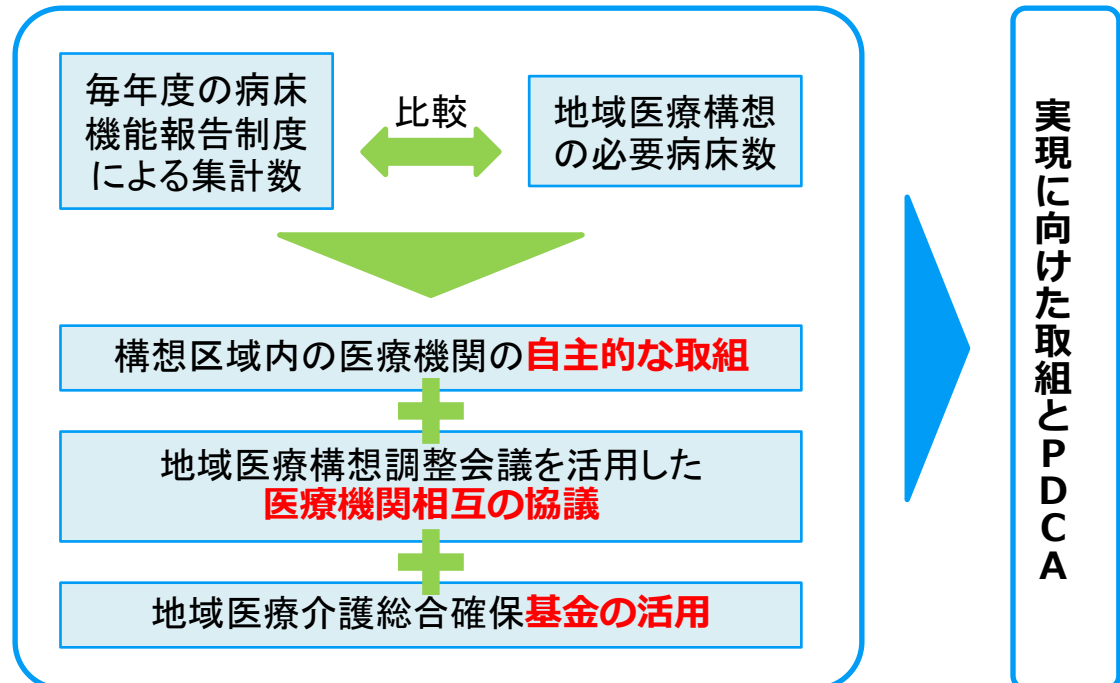 毎年度の病床
機能報告制度
による集計数
比較
地域医療構想
の必要病床数
構想区域内の医療機関の自主的な取組
地域医療構想調整会議を活用した
医療機関相互の協議
地域医療介護総合確保基金の活用
実現に向けた取組とPDCA